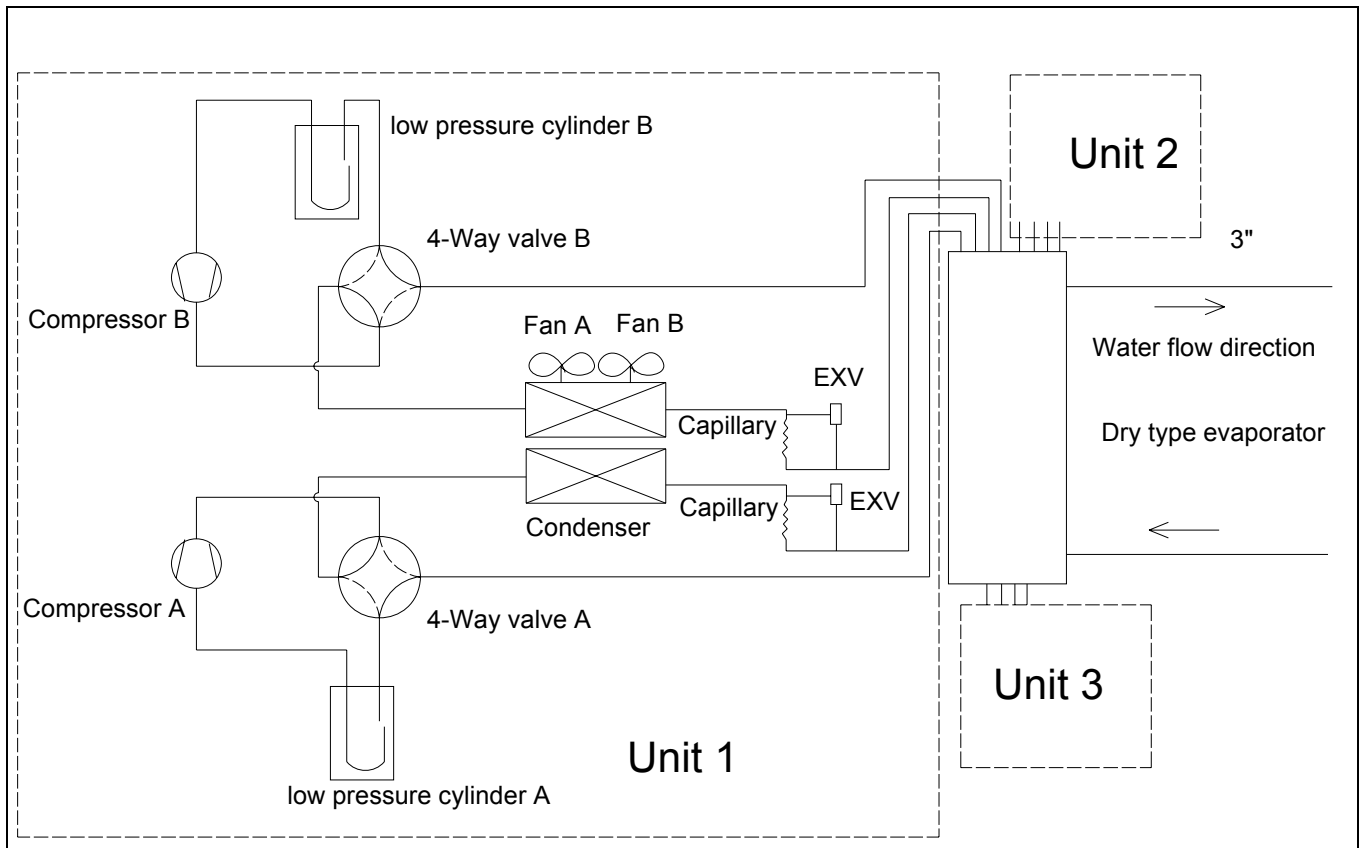 low pressure cylinder B
Unit 2
4-Way valve B
3"
Compressor B
Fan A
Fan B
Water flow direction
EXV
Capillary
Dry type evaporator
EXV
Capillary
Condenser
Compressor A
4-Way valve A
Unit 3
Unit 1
low pressure cylinder A